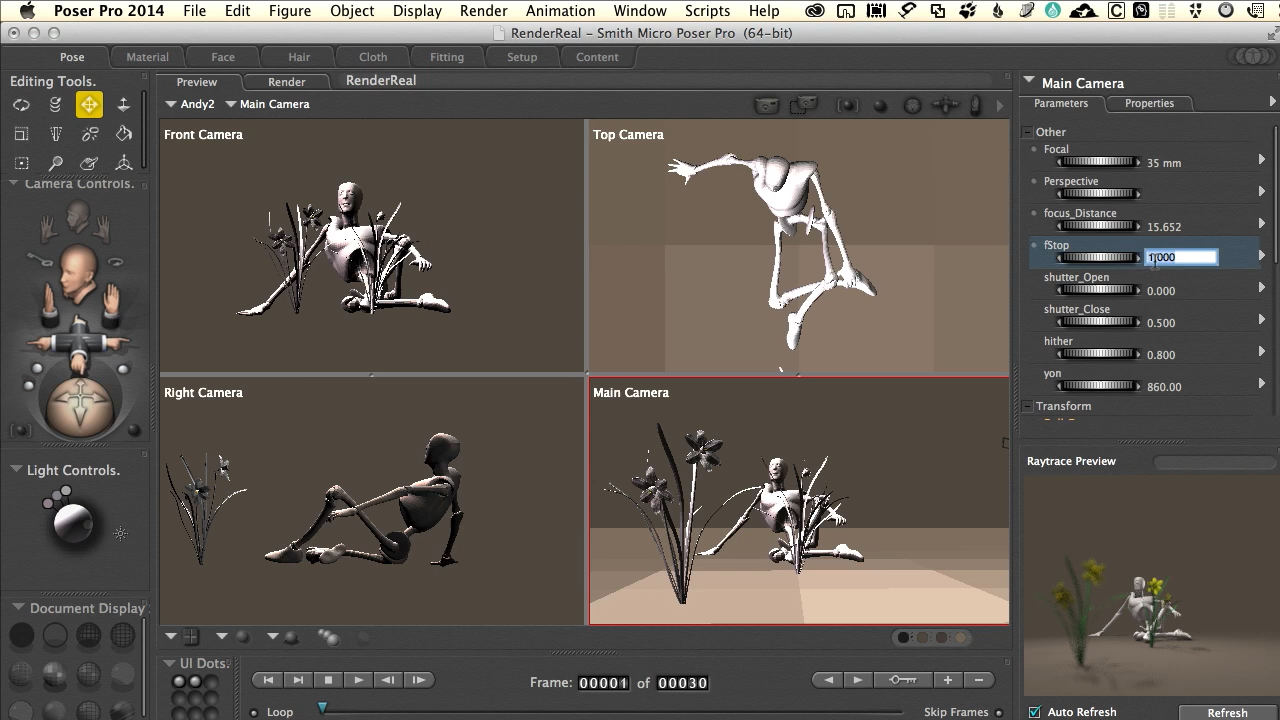 Poser Pro 2014 File Edit Figure Object Display Render Animation Window Scripts Help
RenderReal – Smith Micro Poser Pro (64-bit)
Pose Material Face Hair Cloth Fitting Setup Content
Editing Tools.
Camera Controls.
Light Controls.
Document Display
Preview Render RenderReal
Andy2 Main Camera
Front Camera
Top Camera
Right Camera
Main Camera
UI Dots.
Frame: 00001 of 00030
Loop
Skip Frames
Main Camera
Parameters Properties
Other
Focal
35 mm
Perspective
focus_Distance
15.652
fStop
1.000
shutter_Open
0.000
shutter_Close
0.500
hither
0.800
yon
860.00
Transform
Raytrace Preview
Auto Refresh Refresh